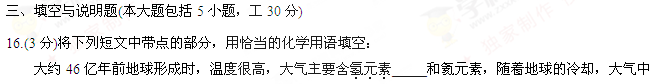 三、填空与说明题(本大题包括 5 小题，工 30 分)
16.(3 分)将下列短文中带点的部分，用恰当的化学用语填空：
大约 46 亿年前地球形成时，温度很高，大气主要含氢元素_____和氦元素，随着地球的冷却，大气中